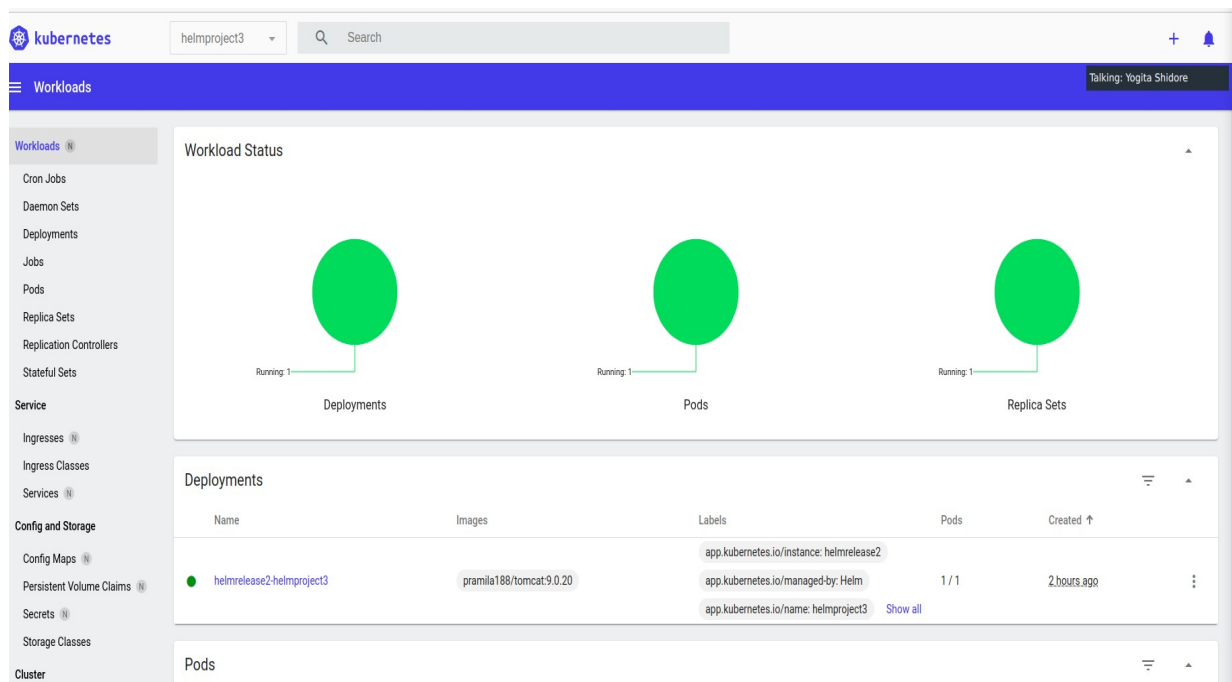 kubernetes
helmproject3
Search
Talking: Yogita Shidore
Workloads
Workloads N
Cron Jobs
Daemon Sets
Deployments
Jobs
Pods
Replica Sets
Replication Controllers
Stateful Sets
Service
Ingresses N
Ingress Classes
Services N
Config and Storage
Config Maps N
Persistent Volume Claims N
Secrets N
Storage Classes
Cluster
Workload Status
Running: 1 Running: 1 Running: 1
Deployments Pods Replica Sets
Deployments
Name Images Labels Pods Created
app.kubernetes.io/instance: helmrelease2
helmrelease2-helmproject3 pramila188/tomcat:9.0.20 app.kubernetes.io/managed-by: Helm 1 / 1 2 hours ago
app.kubernetes.io/name: helmproject3 Show all
Pods